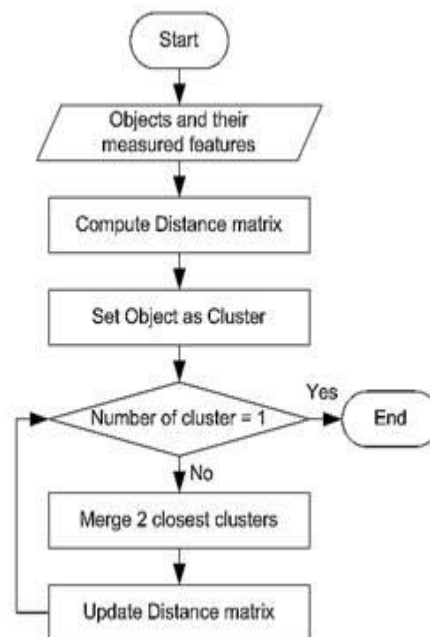 Start
Objects and their
measured features
Compute Distance matrix
Set Object as Cluster
Number of cluster = 1
Yes
End
No
Merge 2 closest clusters
Update Distance matrix